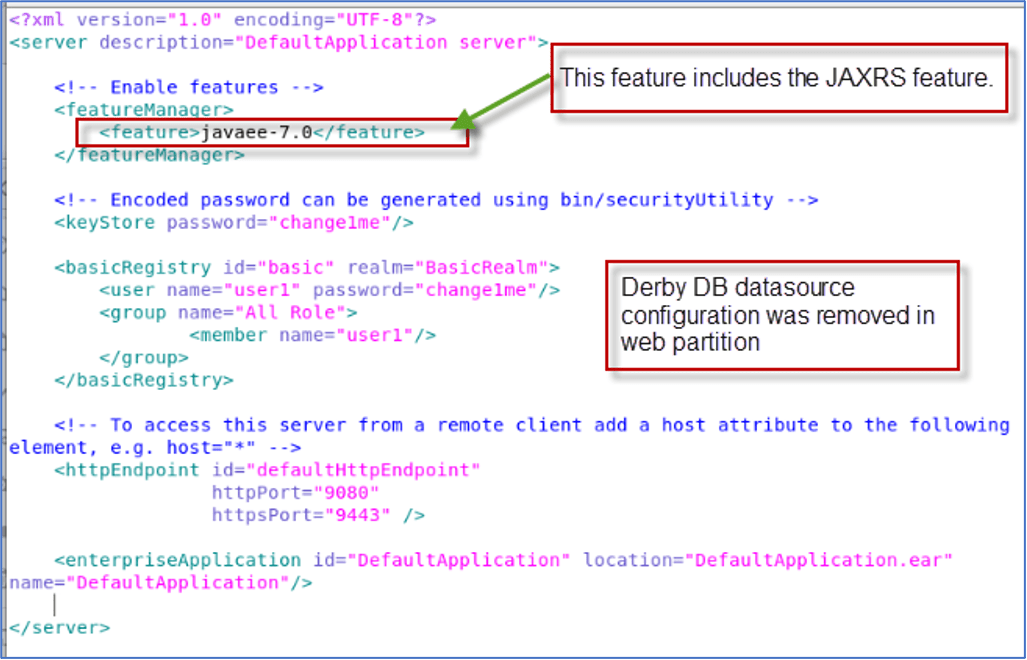 <?xml version="1.0" encoding="UTF-8"?>
<server description="DefaultApplication server">
<!-- Enable features -->
This feature includes the JAXRS feature.
<featureManager>
<feature>javaee-7.0</feature>
</featureManager>
<!-- Encoded password can be generated using bin/securityUtility -->
<keyStore password="change1me"/>
<basicRegistry id="basic" realm="BasicRealm">
<user name="user1" password="change1me"/>
<group name="All Role">
<member name="user1"/>
</group>
</basicRegistry>
Derby DB datasource
configuration was removed in
web partition
<!-- To access this server from a remote client add a host attribute to the following
element, e.g. host="*" -->
<httpEndpoint id="defaultHttpEndpoint"
httpPort="9080"
httpsPort="9443" />
<enterpriseApplication id="DefaultApplication" location="DefaultApplication.ear"
name="DefaultApplication"/>
</server>